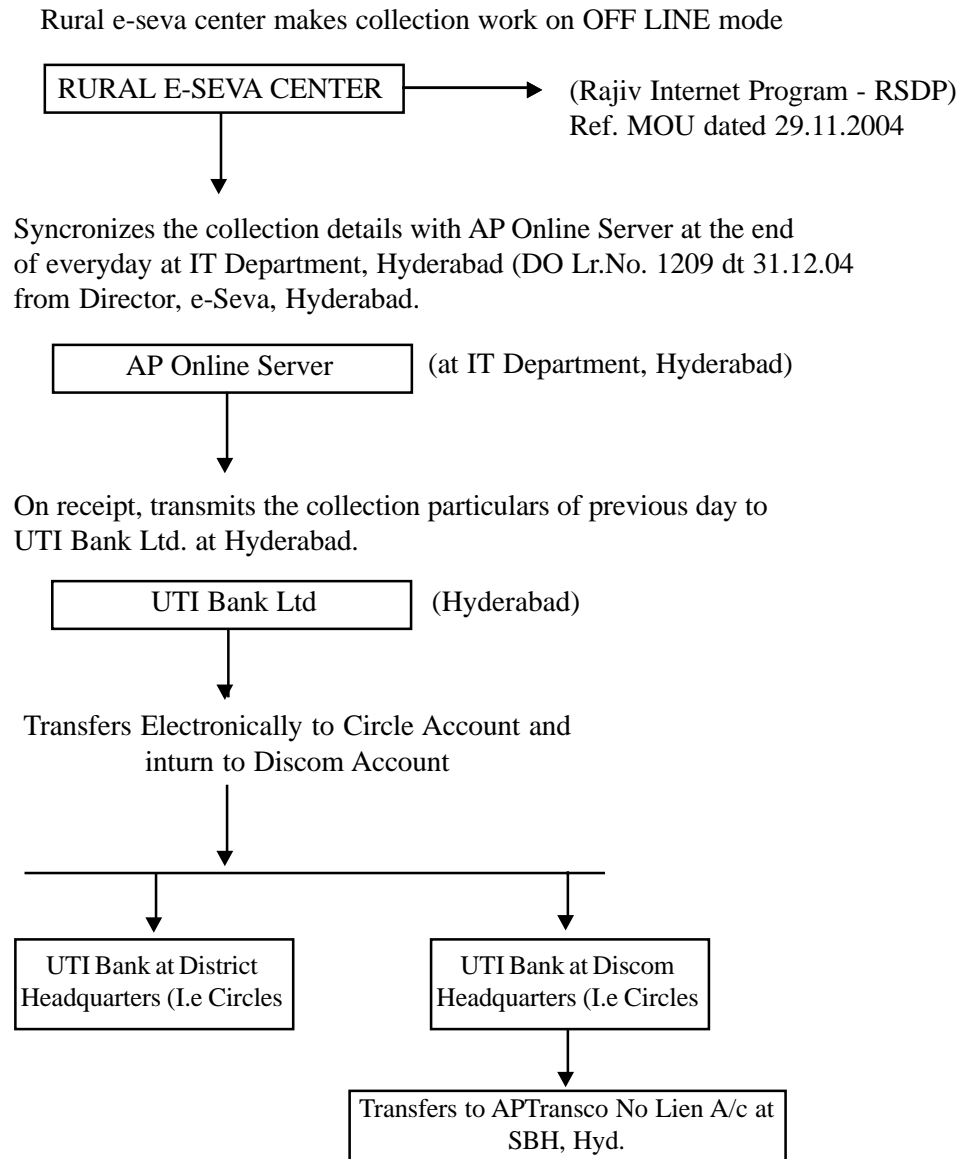 Rural e-seva center makes collection work on OFF LINE mode
RURAL E-SEVA CENTER
(Rajiv Internet Program - RSDP)
Ref. MOU dated 29.11.2004
Syncronizes the collection details with AP Online Server at the end
of everyday at IT Department, Hyderabad (DO Lr.No. 1209 dt 31.12.04
from Director, e-Seva, Hyderabad.
AP Online Server
(at IT Department, Hyderabad)
On receipt, transmits the collection particulars of previous day to
UTI Bank Ltd. at Hyderabad.
UTI Bank Ltd
(Hyderabad)
Transfers Electronically to Circle Account and
inturn to Discom Account
UTI Bank at District
Headquarters (I.e Circles
UTI Bank at Discom
Headquarters (I.e Circles
Transfers to APTransco No Lien A/c at
SBH, Hyd.